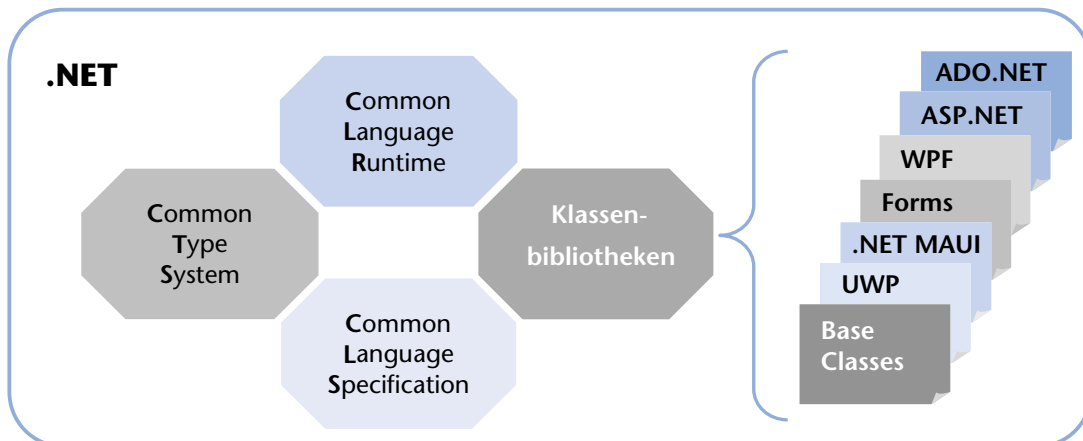 .NET
Common
Language
Runtime
Common
Type
System
Klassen-
bibliotheken
Common
Language
Specification
ADO.NET
ASP.NET
WPF
Forms
.NET MAUI
UWP
Base
Classes